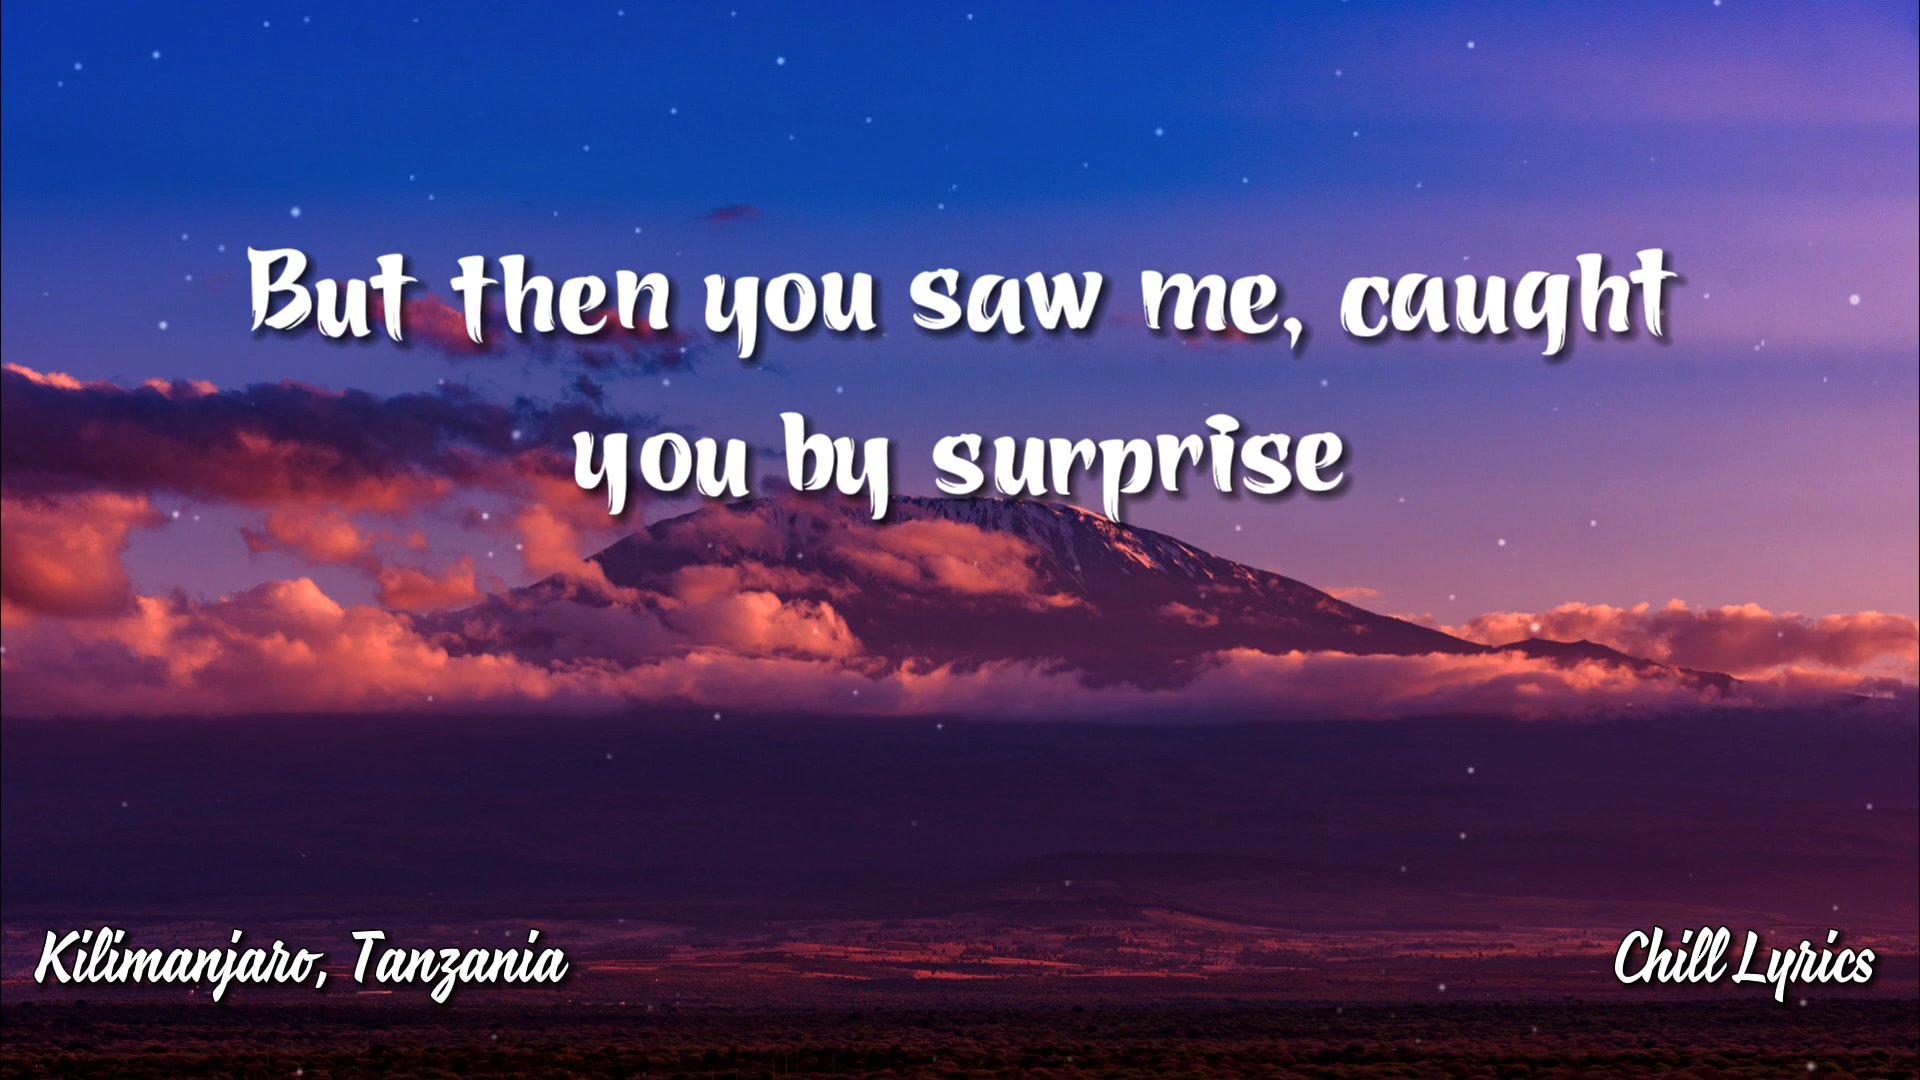 But then you saw me, caught
you by surprise
Kilimanjaro, Tanzania
Chill Lyrics